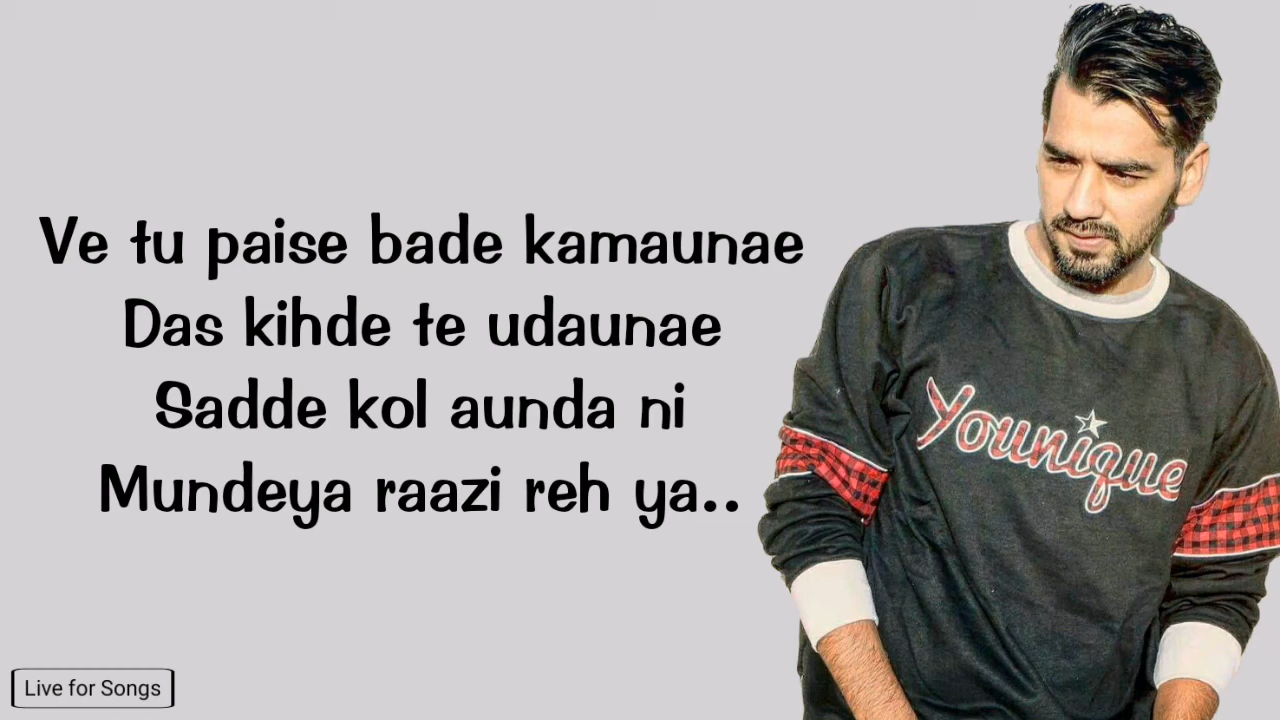 Ve tu paise bade kamaunae
Das kihde te udaunae
Sadde kol aunda ni
Mundeya raazi reh ya..
Younique
Live for Songs